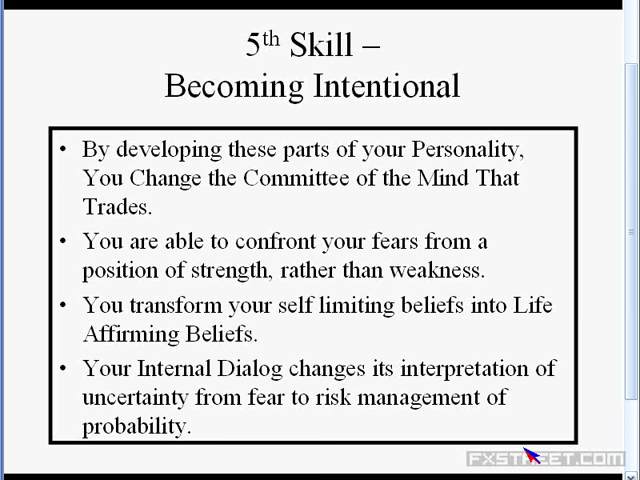 5th Skill –
Becoming Intentional
• By developing these parts of your Personality,
You Change the Committee of the Mind That
Trades.
• You are able to confront your fears from a
position of strength, rather than weakness.
• You transform your self limiting beliefs into Life
Affirming Beliefs.
• Your Internal Dialog changes its interpretation of
uncertainty from fear to risk management of
probability.
FXSTREET.COM